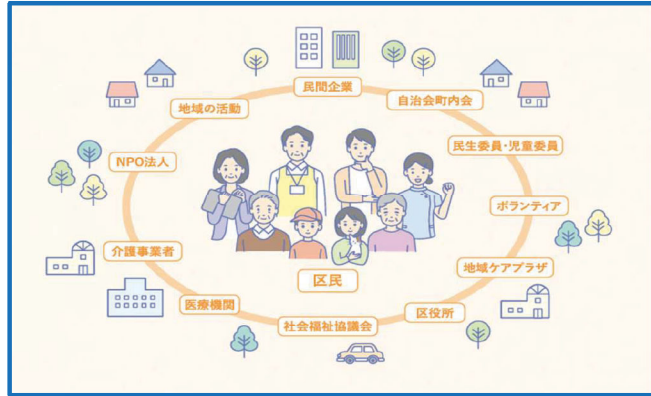 民間企業
地域の活動
自治会町内会
NPO法人
民生委員・児童委員
ボランティア
介護事業者
地域ケアプラザ
区民
医療機関
区役所
社会福祉協議会